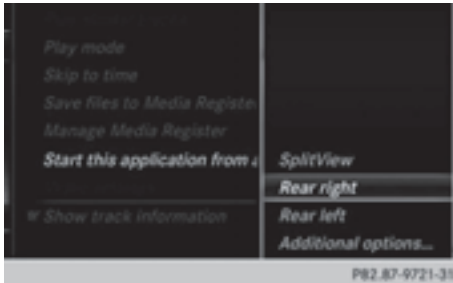 Play mode
Skip to time
Save files to Media Registe
Manage Media Register
Start this application from a
SplitView
Rear right
Show track information
Rear left
Additional options...
P82.87-9721-31